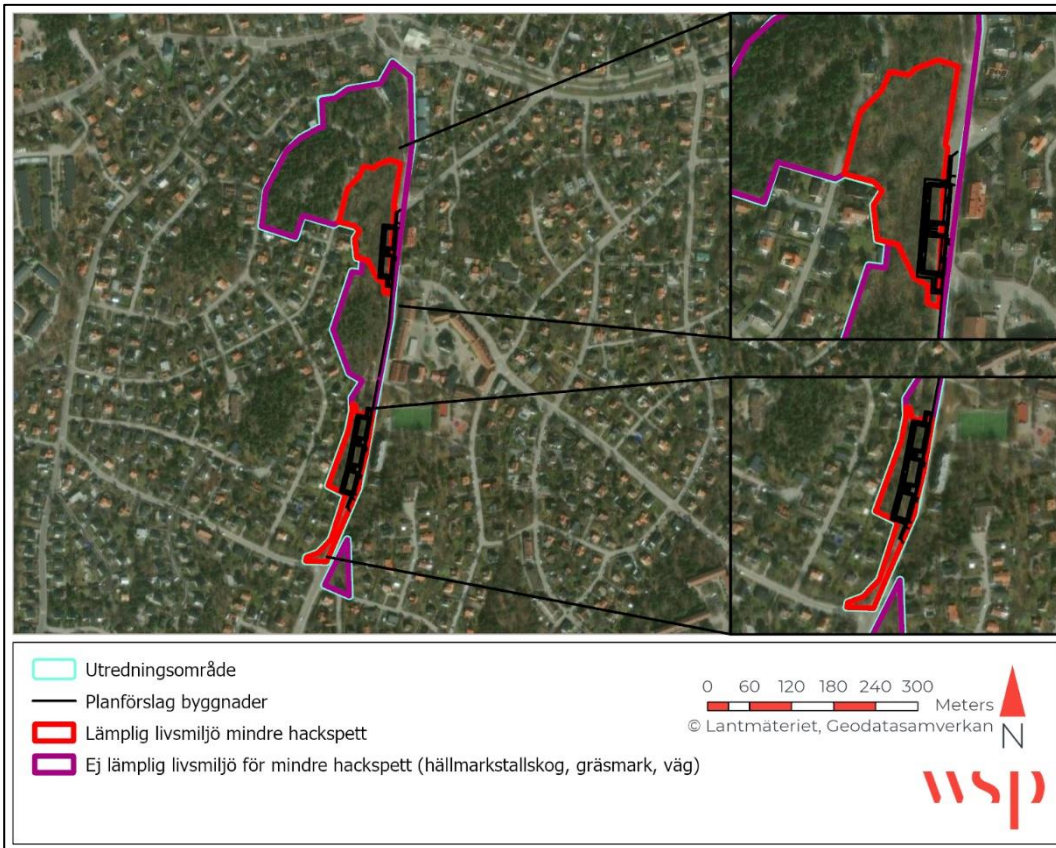 Utredningsområde
Planförslag byggnader
Lämplig livsmiljö mindre hackspett
Ej lämplig livsmiljö för mindre hackspett (hällmarkstallskog, gräsmark, väg)
0 60 120 180 240 300
Meters
© Lantmäteriet, Geodatasamverkan
N
wsp